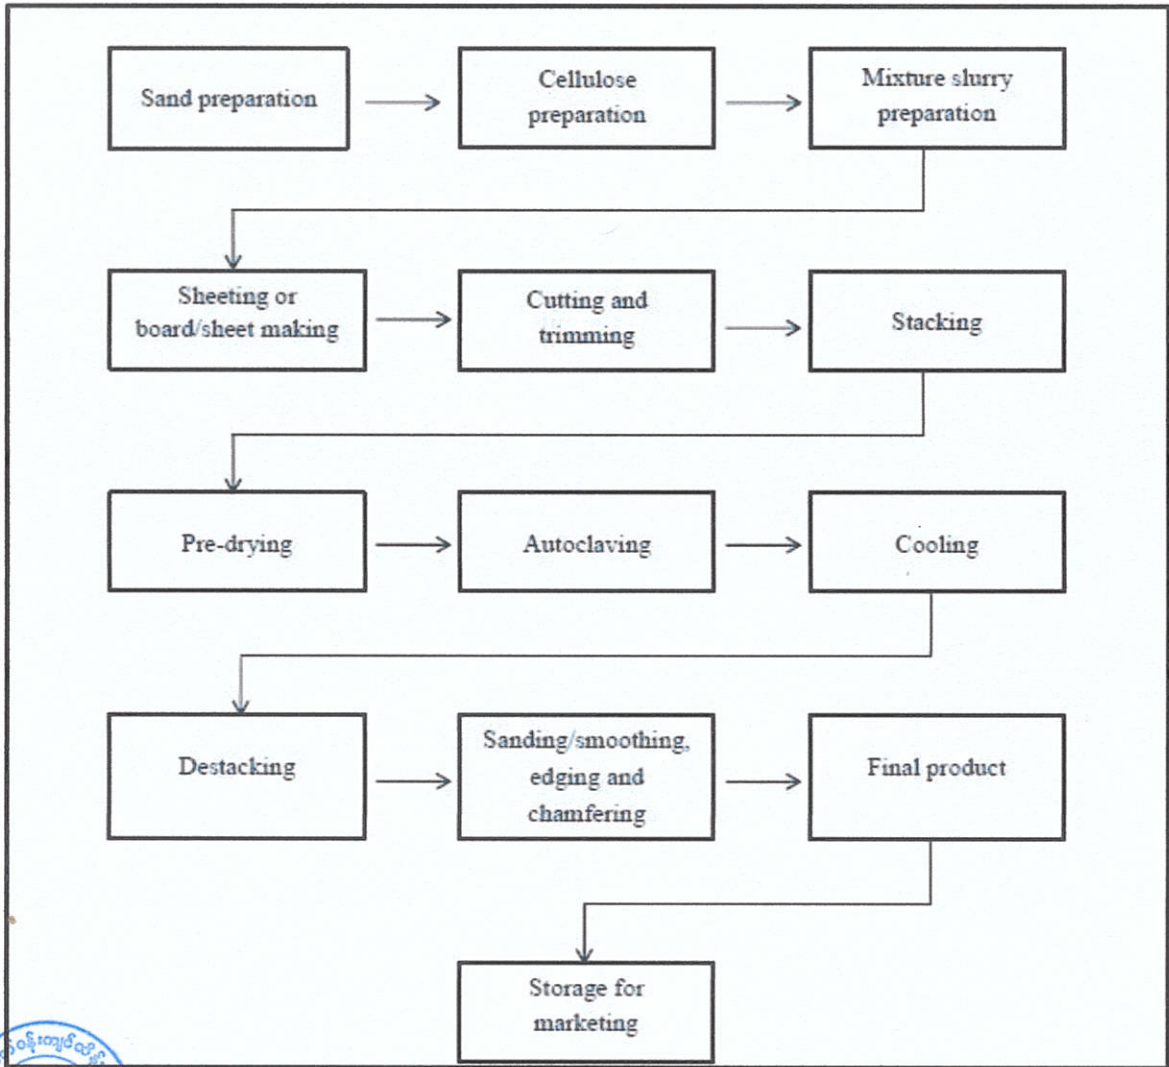 Sand preparation
Cellulose
preparation
Mixture slurry
preparation
Sheeting or
board/sheet making
Cutting and
trimming
Stacking
Pre-drying
Autoclaving
Cooling
Destacking
Sanding/smoothing,
edging and
chamfering
Final product
Storage for
marketing